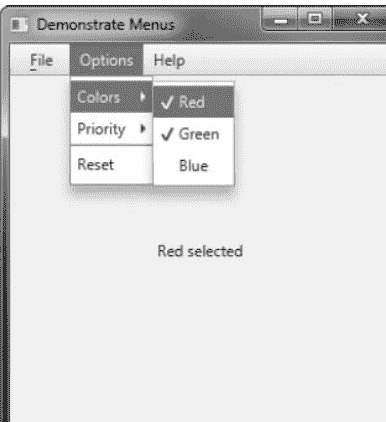 Demonstrate Menus
File Options Help
Colors ✓ Red
Priority ✓ Green
Reset Blue
Red selected